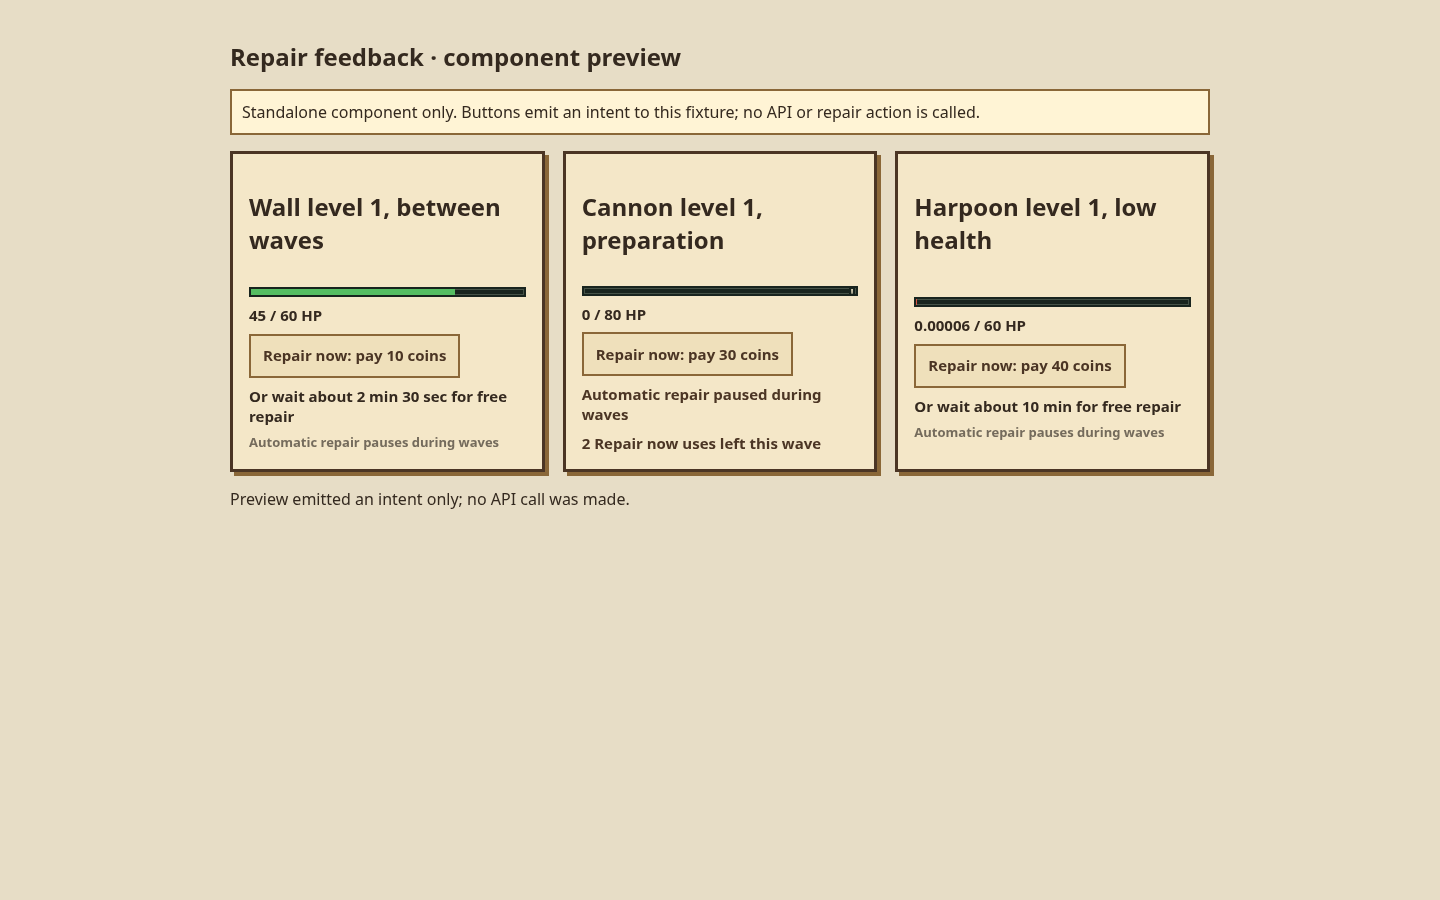 Repair feedback · component preview
Standalone component only. Buttons emit an intent to this fixture; no API or repair action is called.
Wall level 1, between
waves
45 / 60 HP
Repair now: pay 10 coins
Or wait about 2 min 30 sec for free
repair
Automatic repair pauses during waves
Cannon level 1,
preparation
0 / 80 HP
Repair now: pay 30 coins
Automatic repair paused during
waves
2 Repair now uses left this wave
Harpoon level 1, low
health
0.00006 / 60 HP
Repair now: pay 40 coins
Or wait about 10 min for free repair
Automatic repair pauses during waves
Preview emitted an intent only; no API call was made.